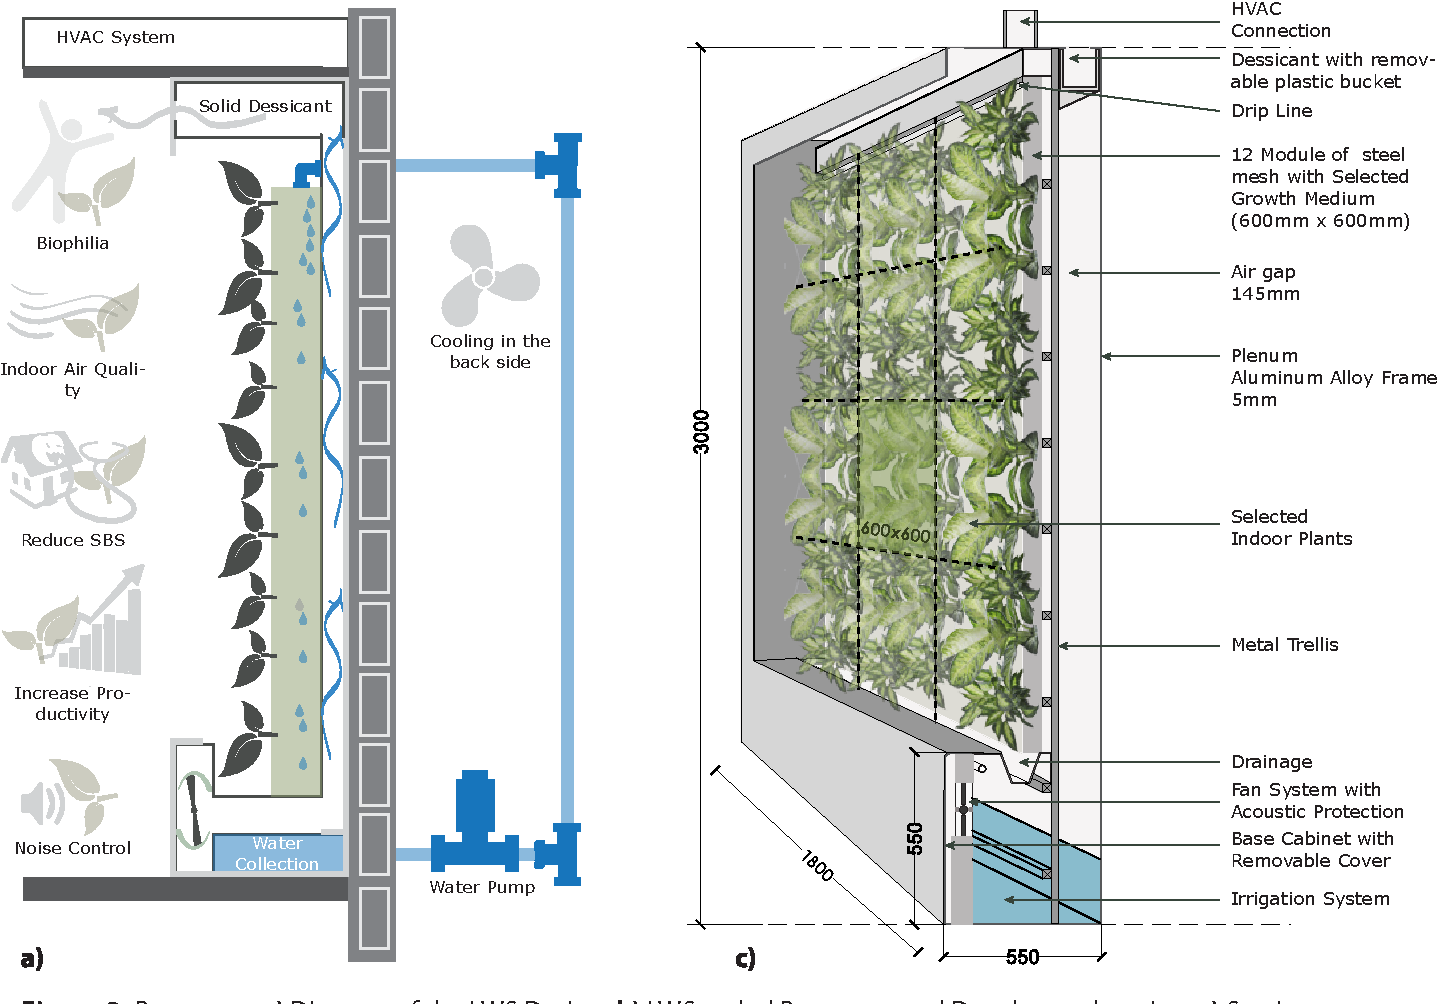 HVAC System
Solid Dessicant
Biophilia
Indoor Air Quali-
ty
Reduce SBS
Increase Pro-
ductivity
Noise Control
Cooling in the
back side
Water
Collection
Water Pump
a)
HVAC
Connection
Dessicant with remov-
able plastic bucket
Drip Line
12 Module of steel
mesh with Selected
Growth Medium
(600mm x 600mm)
Air gap
145mm
Plenum
Aluminum Alloy Frame
5mm
Selected
Indoor Plants
Metal Trellis
Drainage
Fan System with
Acoustic Protection
Base Cabinet with
Removable Cover
Irrigation System
3000
600x600
550
1800
550
c)